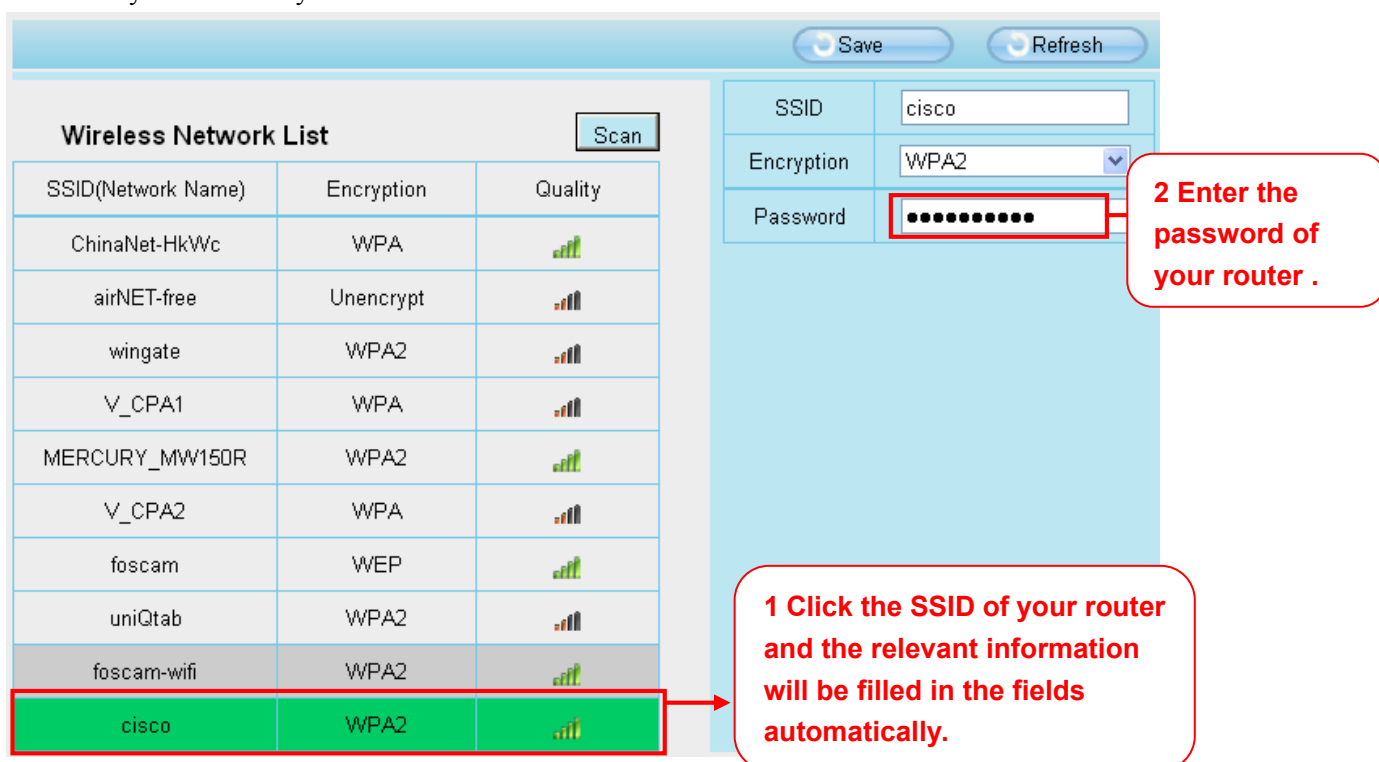 Save Refresh
Wireless Network List Scan
SSID(Network Name) Encryption Quality
ChinaNet-HkWc WPA
airNET-free Unencrypt
wingate WPA2
V_CPA1 WPA
MERCURY_MW150R WPA2
V_CPA2 WPA
foscam WEP
uniQtab WPA2
foscam-wifi WPA2
cisco WPA2
SSID cisco
Encryption WPA2
Password ●●●●●●●●●●
2 Enter the
password of
your router .
1 Click the SSID of your router
and the relevant information
will be filled in the fields
automatically.